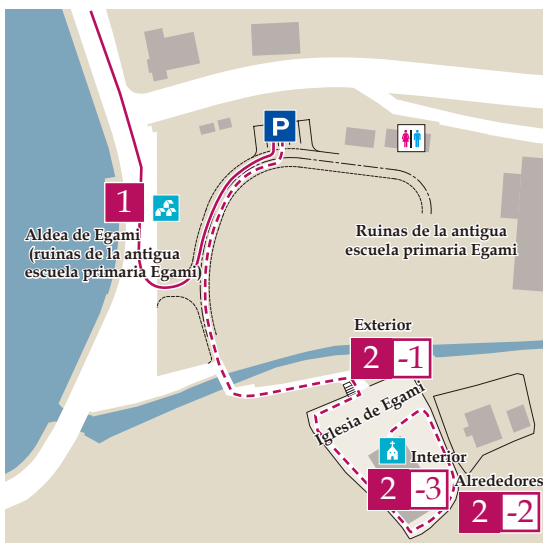 P
1
Aldea de Egami
(ruinas de la antigua
escuela primaria Egami)
Ruinas de la antigua
escuela primaria Egami
Exterior
2 -1
Iglesia de Egami
Interior
2 -3
Alrededores
2 -2